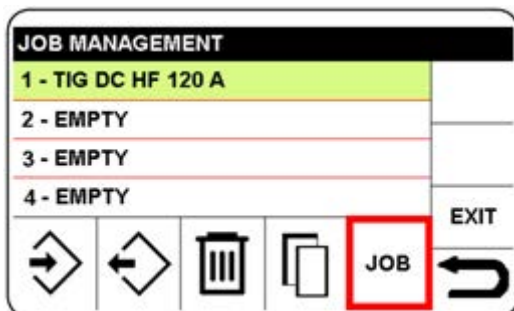 JOB MANAGEMENT
1 - TIG DC HF 120 A
2 - EMPTY
3 - EMPTY
4 - EMPTY
EXIT
JOB